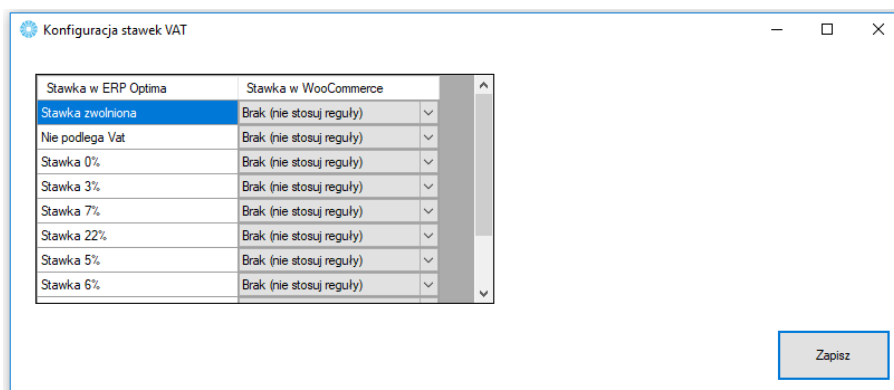 Konfiguracja stawek VAT
Stawka w ERP Optima Stawka w WooCommerce
Stawka zwolniona Brak (nie stosuj reguły)
Nie podlega Vat Brak (nie stosuj reguły)
Stawka 0% Brak (nie stosuj reguły)
Stawka 3% Brak (nie stosuj reguły)
Stawka 7% Brak (nie stosuj reguły)
Stawka 22% Brak (nie stosuj reguły)
Stawka 5% Brak (nie stosuj reguły)
Stawka 6% Brak (nie stosuj reguły)
Zapisz